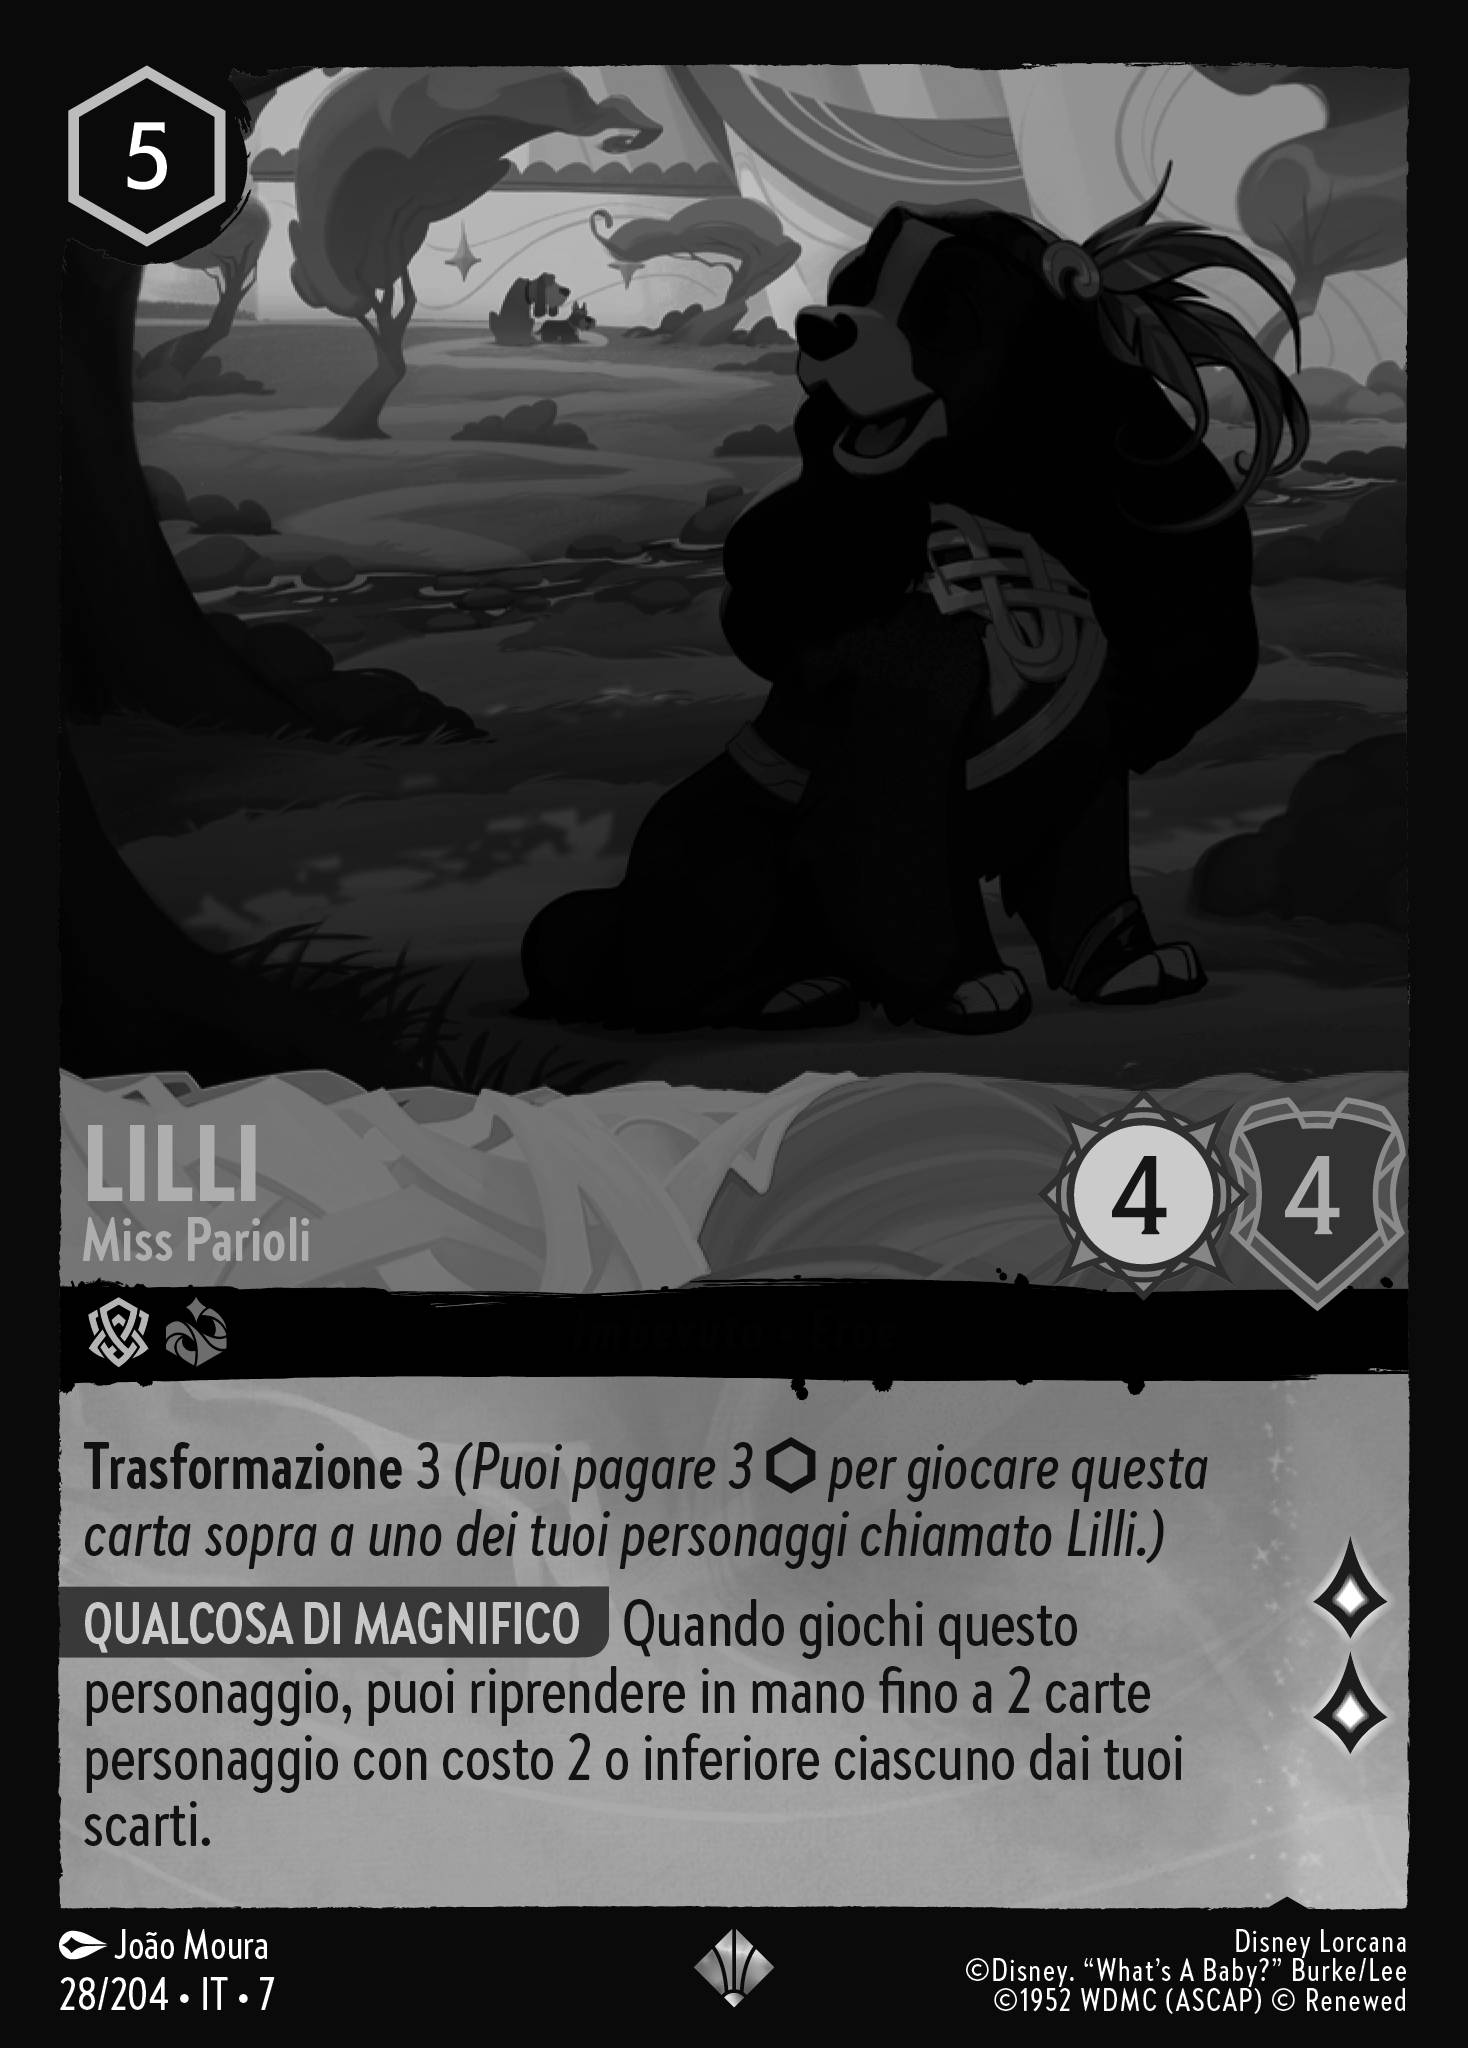 5
LILLI
Miss Parioli
4 4
Trasformazione 3 (Puoi pagare 3 ⬡ per giocare questa
carta sopra a uno dei tuoi personaggi chiamato Lilli.)
QUALCOSA DI MAGNIFICO Quando giochi questo
personaggio, puoi riprendere in mano fino a 2 carte
personaggio con costo 2 o inferiore ciascuno dai tuoi
scarti.
João Moura
28/204 • IT • 7
Disney Lorcana
©Disney. “What’s A Baby?” Burke/Lee
©1952 WDMC (ASCAP) © Renewed